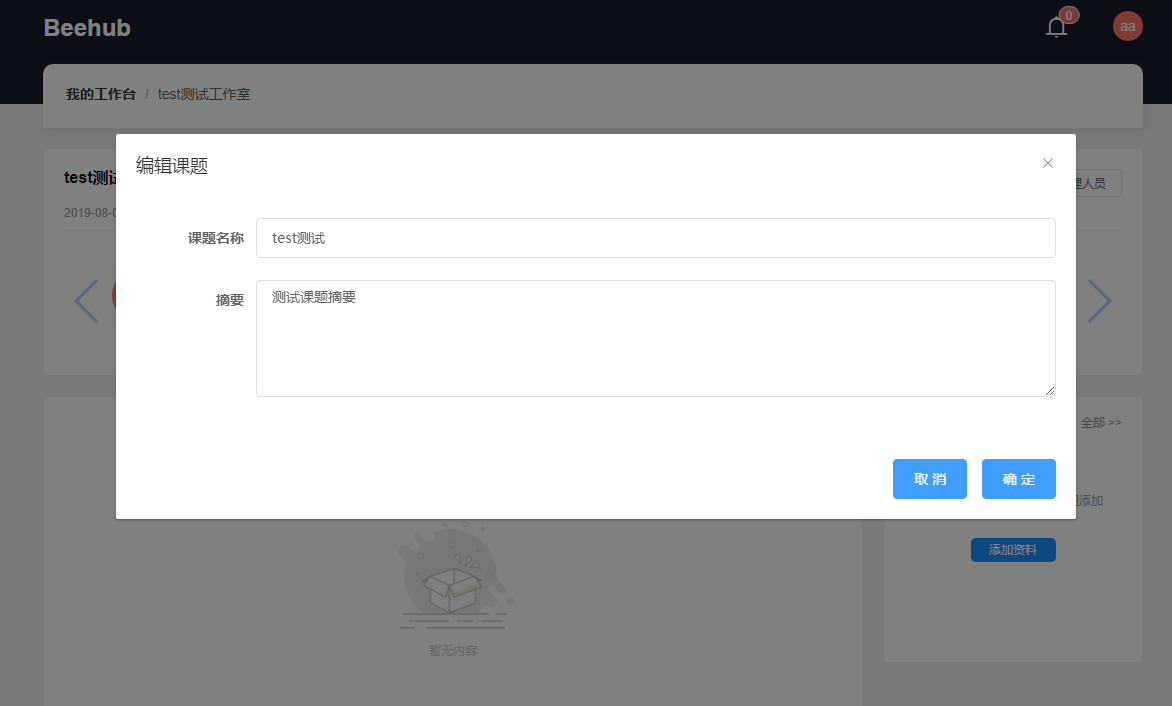 Beehub
0
aa
我的工作台 / test测试工作室
编辑课题
test测
2019-08-0
理人员
课题名称
test测试
摘要
测试课题摘要
全部 >>
取 消
确 定
添加
添加资料
暂无内容